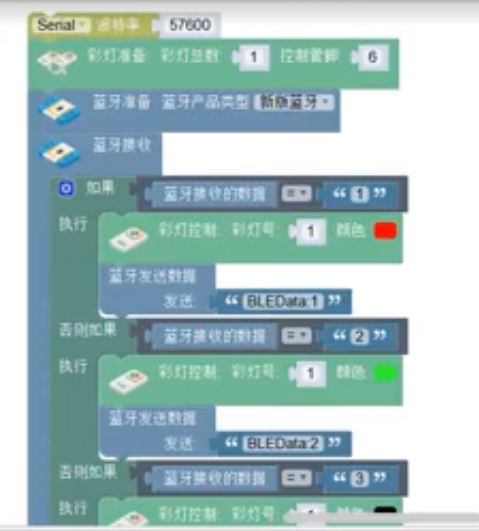 Serial 波特率 57600
彩灯准备: 彩灯总数 1 控制管脚 6
蓝牙准备 蓝牙产品类型 新版蓝牙
蓝牙接收
如果 蓝牙接收的数据 = “ 1 ”
执行 彩灯控制: 彩灯号: 1 颜色
蓝牙发送数据
发送: “ BLEData:1 ”
否则如果 蓝牙接收的数据 = “ 2 ”
执行 彩灯控制: 彩灯号: 1 颜色
蓝牙发送数据
发送: “ BLEData:2 ”
否则如果 蓝牙接收的数据 = “ 3 ”
执行 彩灯控制: 彩灯号: 1 颜色